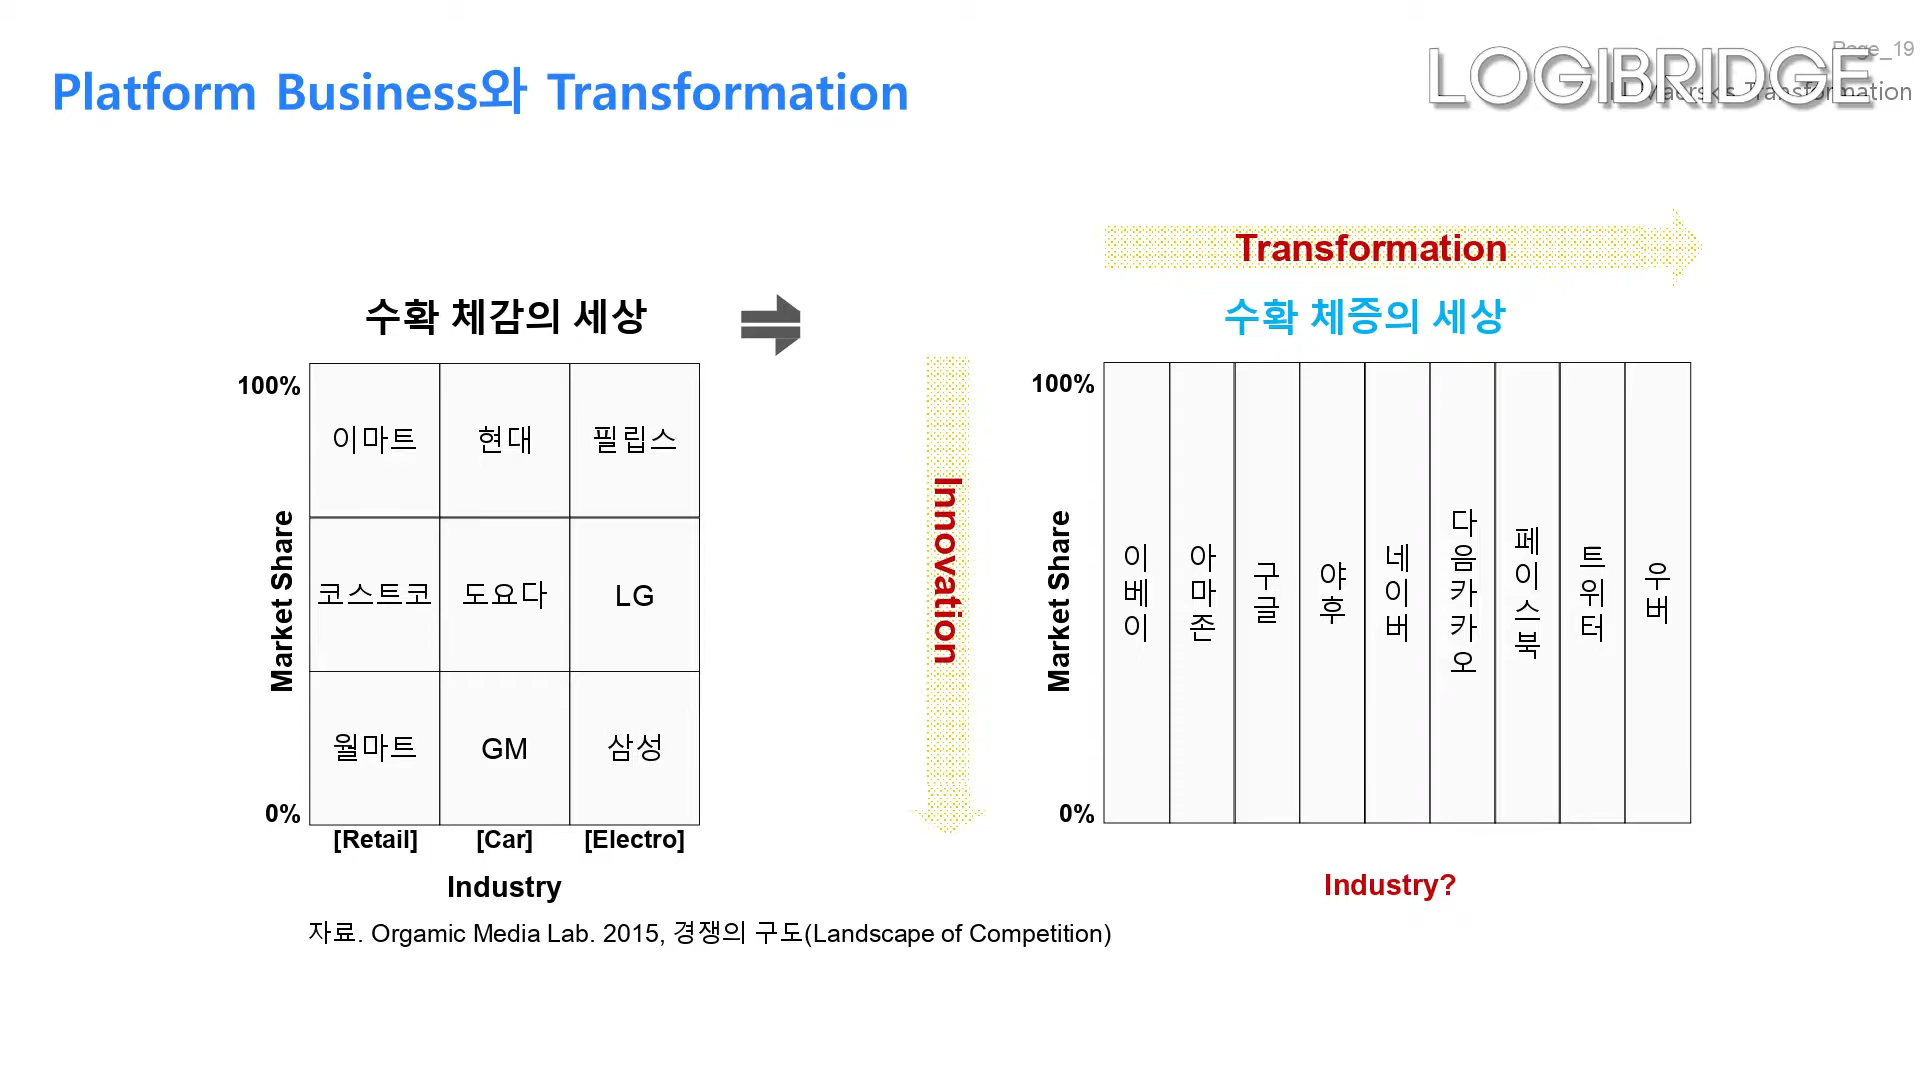 Page_19
LOGIBRIDGE
Maersk's Transformation
Platform Business와 Transformation
Transformation
수확 체감의 세상
수확 체증의 세상
100%
이마트 현대 필립스
코스트코 도요다 LG
월마트 GM 삼성
0%
Market Share
[Retail] [Car] [Electro]
Industry
Innovation
100%
이베이 아마존 구글 야후 네이버 다음카카오 페이스북 트위터 우버
0%
Market Share
Industry?
자료. Orgamic Media Lab. 2015, 경쟁의 구도(Landscape of Competition)